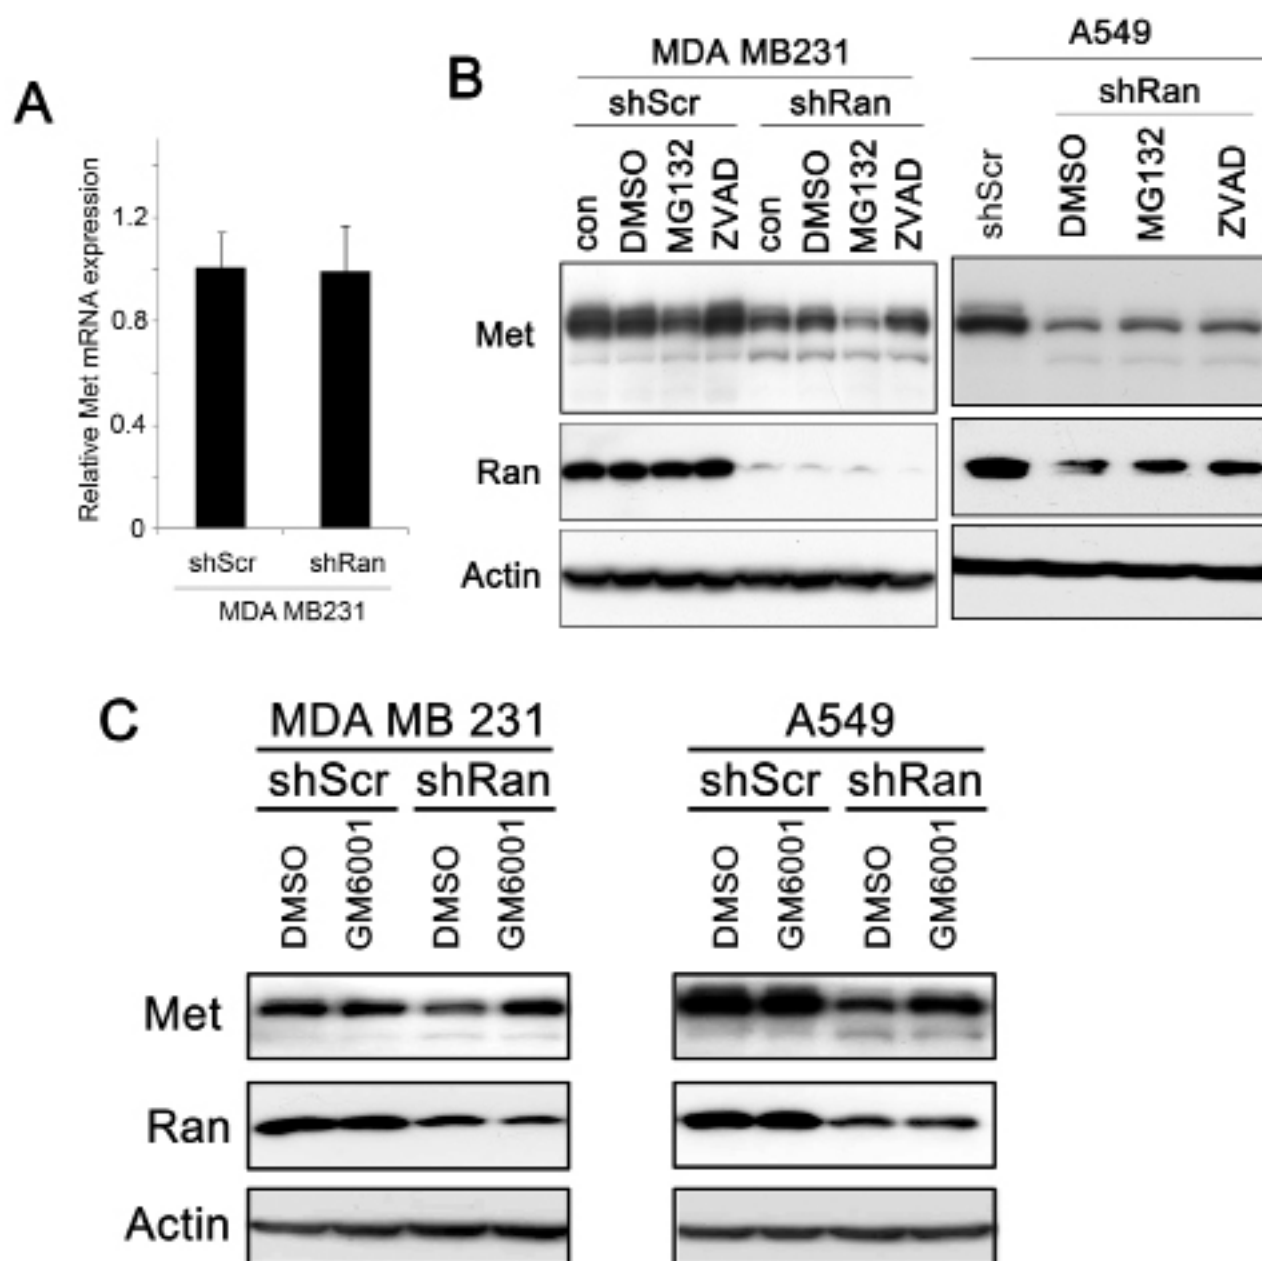 A
Relative Met mRNA expression
1.2
0.8
0.4
0
shScr shRan
MDA MB231
B
MDA MB231
shScr shRan
con DMSO MG132 ZVAD con DMSO MG132 ZVAD
A549
shRan
shScr DMSO MG132 ZVAD
Met
Ran
Actin
C
MDA MB 231
shScr shRan
DMSO GM6001 DMSO GM6001
A549
shScr shRan
DMSO GM6001 DMSO GM6001
Met
Ran
Actin